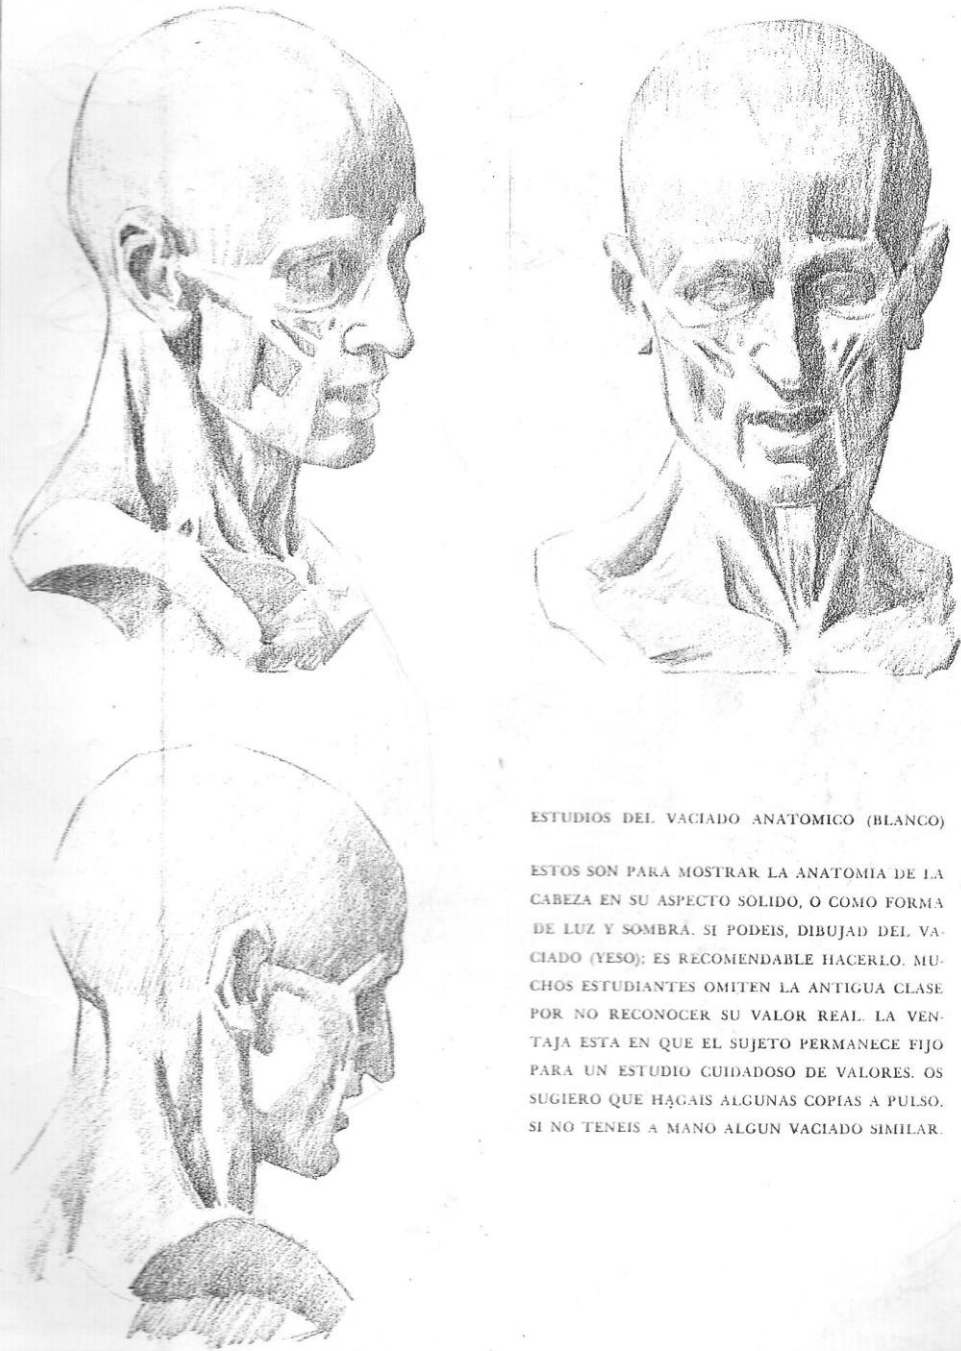 ESTUDIOS DEL VACIADO ANATOMICO (BLANCO)
ESTOS SON PARA MOSTRAR LA ANATOMIA DE LA
CABEZA EN SU ASPECTO SOLIDO, O COMO FORMA
DE LUZ Y SOMBRA. SI PODEIS, DIBUJAD DEL VA-
CIADO (YESO); ES RECOMENDABLE HACERLO. MU-
CHOS ESTUDIANTES OMITEN LA ANTIGUA CLASE
POR NO RECONOCER SU VALOR REAL. LA VEN-
TAJA ESTA EN QUE EL SUJETO PERMANECE FIJO
PARA UN ESTUDIO CUIDADOSO DE VALORES. OS
SUGIERO QUE HAGAIS ALGUNAS COPIAS A PULSO,
SI NO TENEIS A MANO ALGUN VACIADO SIMILAR.